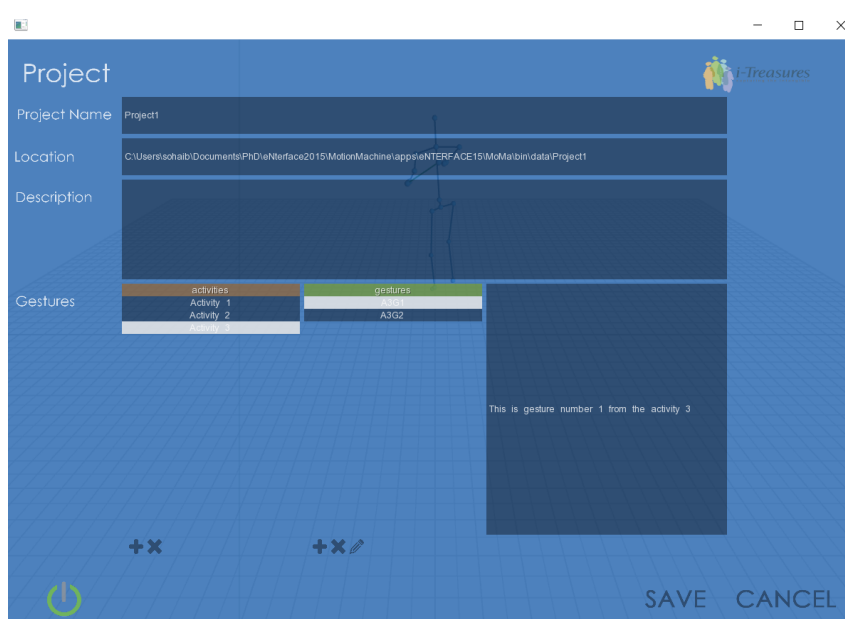 Project
i-Treasures
Project Name
Project1
Location
C:\Users\sohaib\Documents\PhD\eNterface2015\MotionMachine\apps\eNTERFACE15\MoMa\bin\data\Project1
Description
Gestures
activities
Activity 1
Activity 2
Activity 3
gestures
A3G1
A3G2
This is gesture number 1 from the activity 3
SAVE
CANCEL